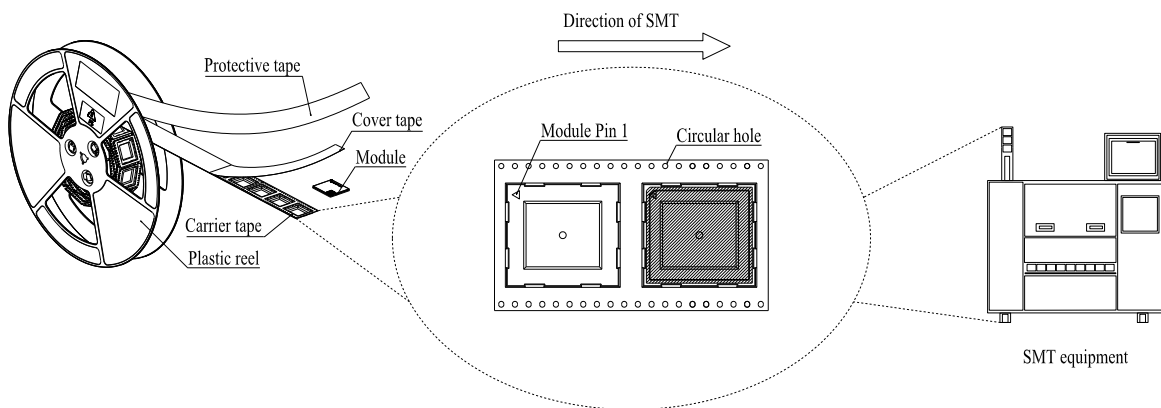 Direction of SMT
Protective tape
Cover tape
Module
Module Pin 1
Circular hole
Carrier tape
Plastic reel
SMT equipment